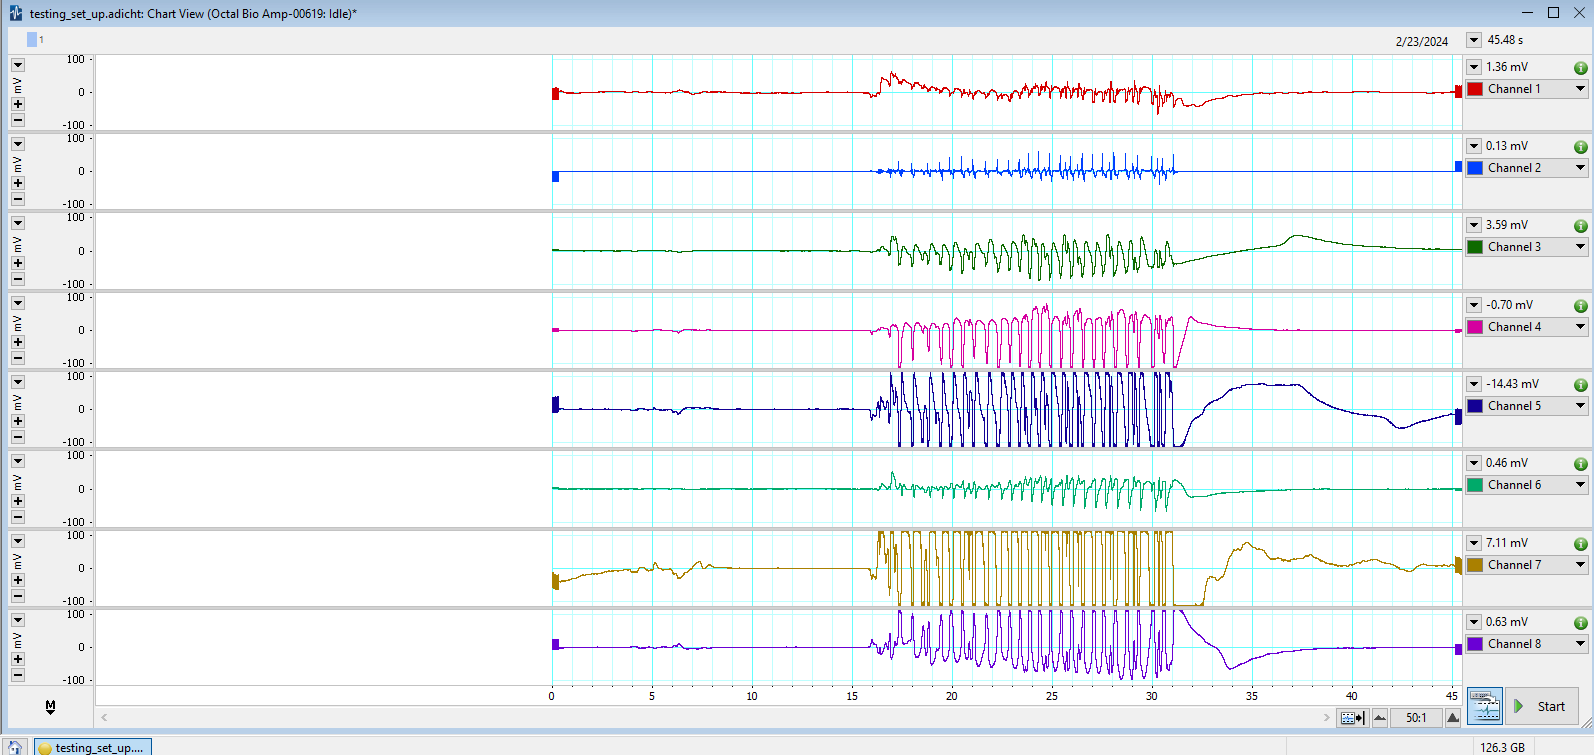 testing_set_up.adicht: Chart View (Octal Bio Amp-00619: Idle)*
1
2/23/2024
45.48 s
100
0
-100
mV
1.36 mV
Channel 1
100
0
-100
mV
0.13 mV
Channel 2
100
0
-100
mV
3.59 mV
Channel 3
100
0
-100
mV
-0.70 mV
Channel 4
100
0
-100
mV
-14.43 mV
Channel 5
100
0
-100
mV
0.46 mV
Channel 6
100
0
-100
mV
7.11 mV
Channel 7
100
0
-100
mV
0.63 mV
Channel 8
0 5 10 15 20 25 30 35 40 45
M
50:1
Start
testing_set_up....
126.3 GB